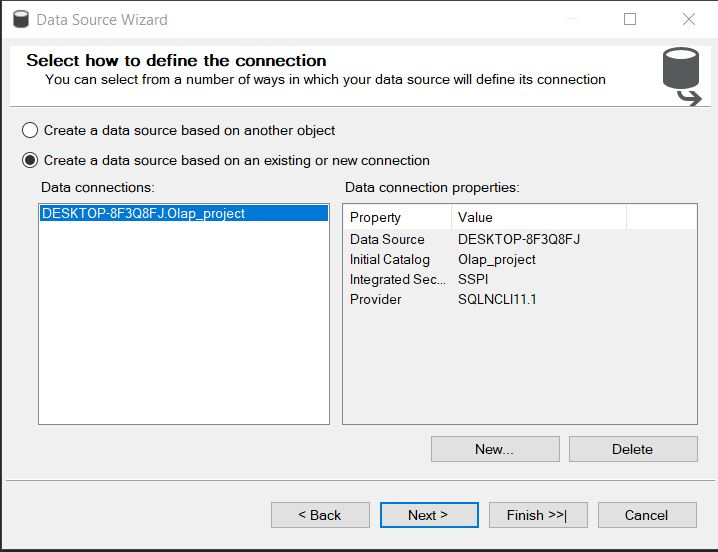 Data Source Wizard
Select how to define the connection
You can select from a number of ways in which your data source will define its connection
Create a data source based on another object
Create a data source based on an existing or new connection
Data connections:
DESKTOP-8F3Q8FJ.Olap_project
Data connection properties:
Property Value
Data Source DESKTOP-8F3Q8FJ
Initial Catalog Olap_project
Integrated Sec... SSPI
Provider SQLNCLI11.1
New... Delete
< Back Next > Finish >>| Cancel